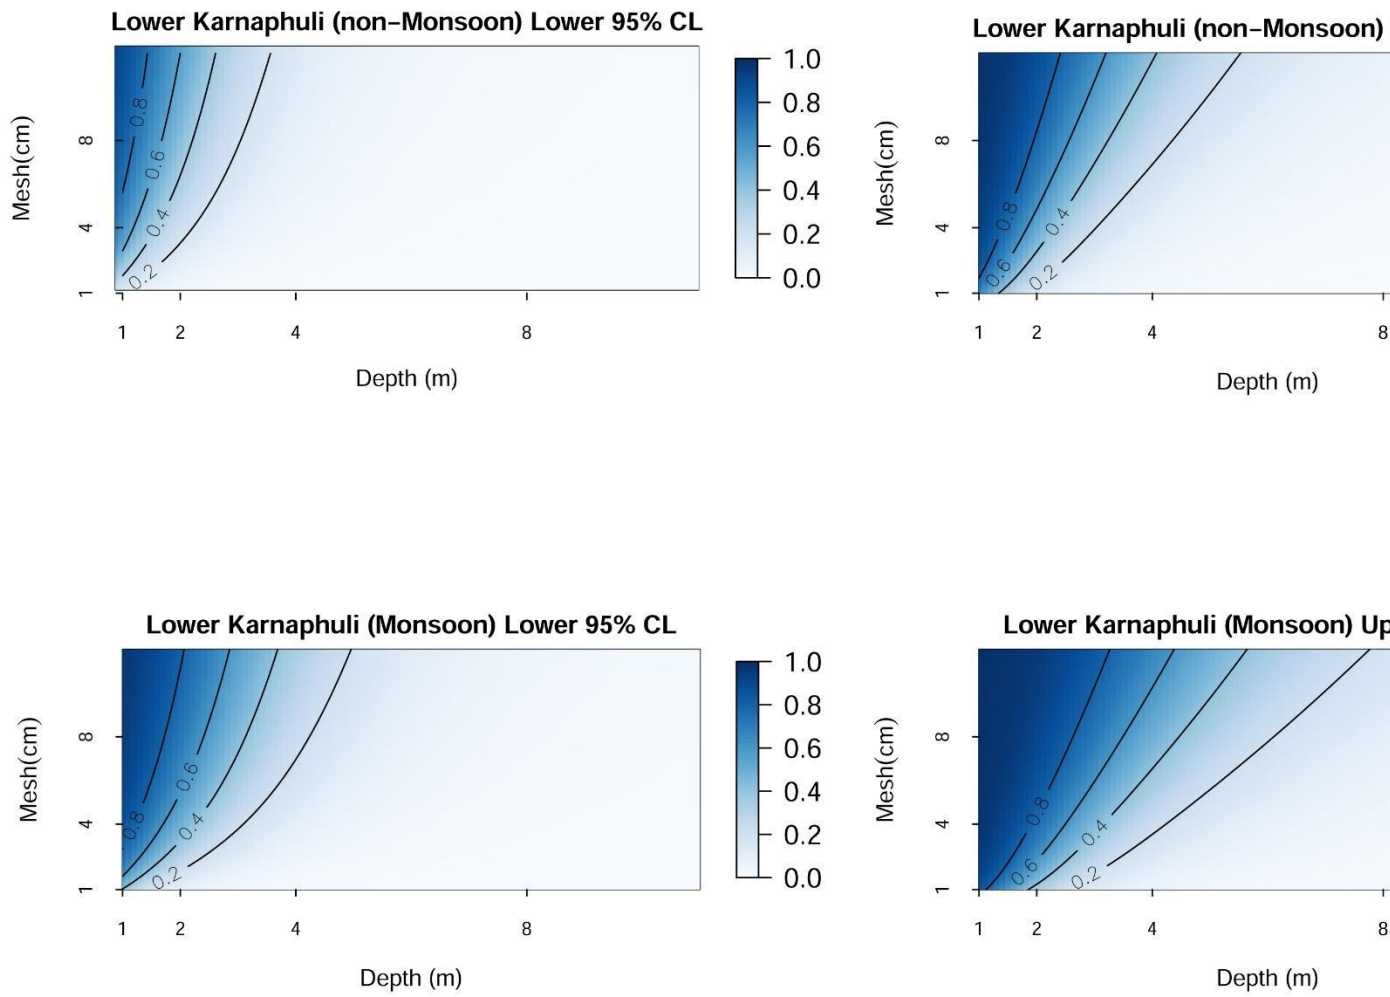 Lower Karnaphuli (non−Monsoon) Lower 95% CL
Mesh(cm)
8
4
1
0.8
0.6
0.4
0.2
1 2 4 8
Depth (m)
1.0
0.8
0.6
0.4
0.2
0.0
Lower Karnaphuli (non−Monsoon)
Mesh(cm)
8
4
1
0.8
0.6
0.4
0.2
1 2 4 8
Depth (m)
Lower Karnaphuli (Monsoon) Lower 95% CL
Mesh(cm)
8
4
1
0.8
0.6
0.4
0.2
1 2 4 8
Depth (m)
1.0
0.8
0.6
0.4
0.2
0.0
Lower Karnaphuli (Monsoon) Up
Mesh(cm)
8
4
1
0.8
0.6
0.4
0.2
1 2 4 8
Depth (m)